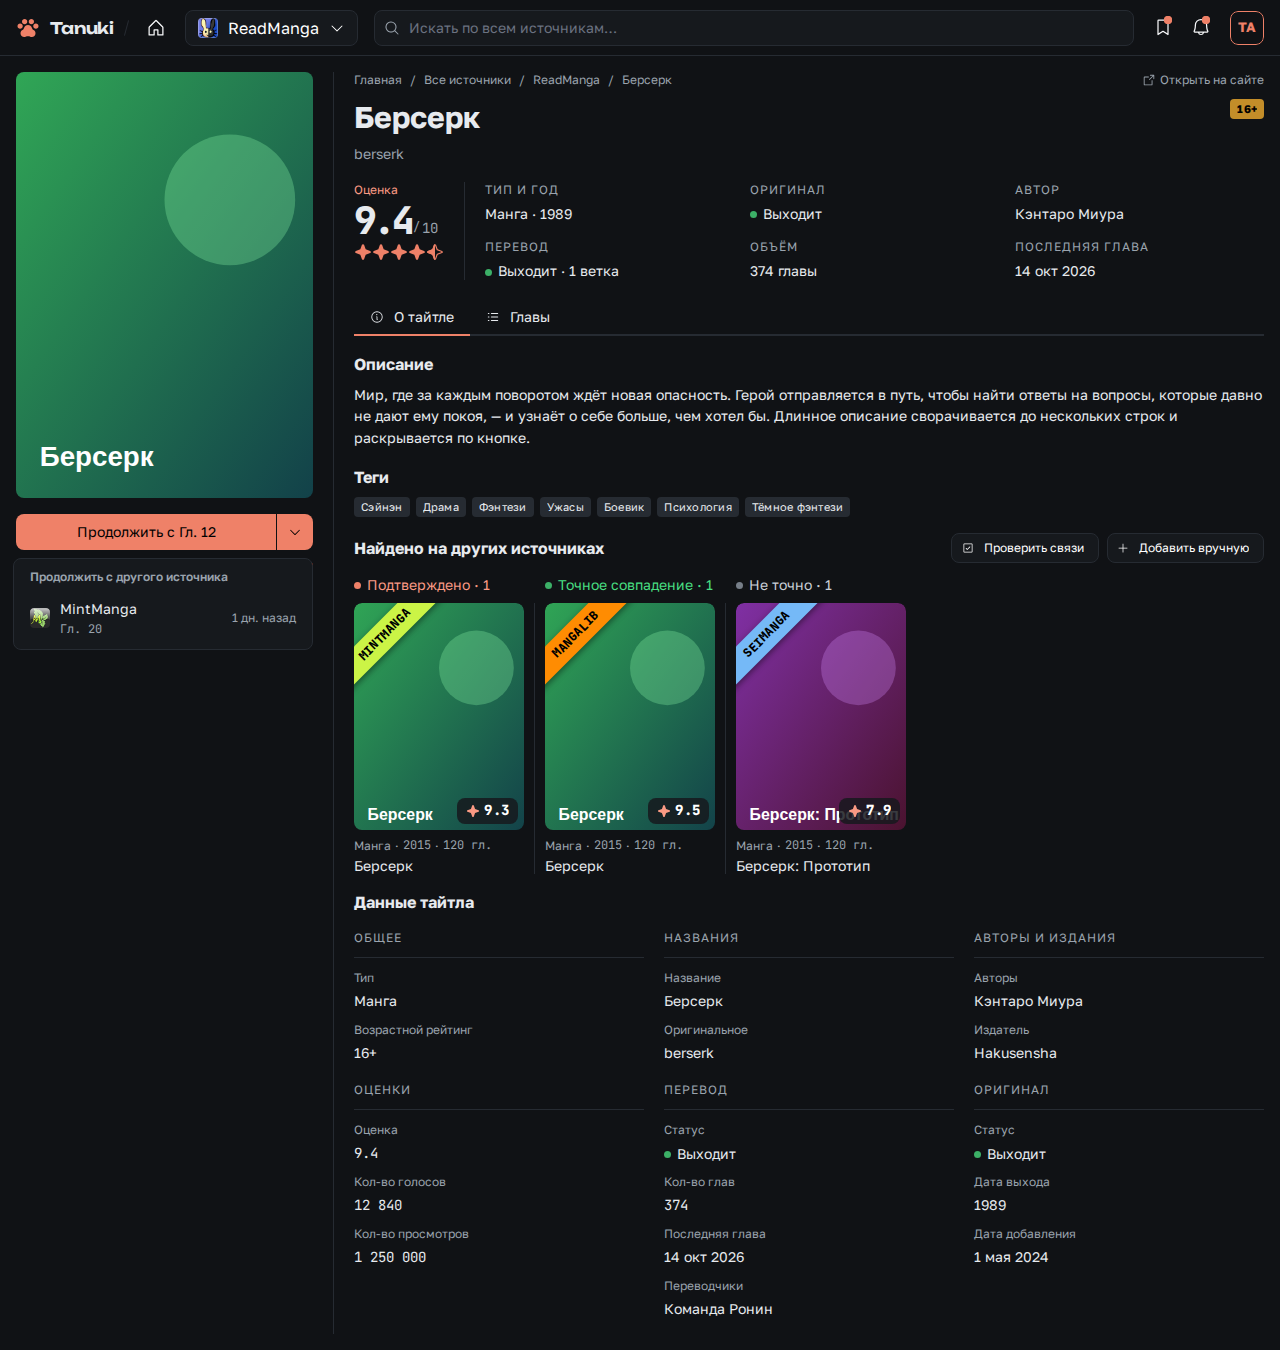 Tanuki / ReadManga Искать по всем источникам... TA
Главная / Все источники / ReadManga / Берсерк
Открыть на сайте
Берсерк
16+
berserk
Оценка
9.4 / 10
ТИП И ГОД
Манга · 1989
ОРИГИНАЛ
Выходит
АВТОР
Кэнтаро Миура
ПЕРЕВОД
Выходит · 1 ветка
ОБЪЁМ
374 главы
ПОСЛЕДНЯЯ ГЛАВА
14 окт 2026
Берсерк
Продолжить с Гл. 12
Продолжить с другого источника
MintManga
Гл. 20
1 дн. назад
О тайтле
Главы
Описание
Мир, где за каждым поворотом ждёт новая опасность. Герой отправляется в путь, чтобы найти ответы на вопросы, которые давно
не дают ему покоя, — и узнаёт о себе больше, чем хотел бы. Длинное описание сворачивается до нескольких строк и
раскрывается по кнопке.
Теги
Сэйнэн Драма Фэнтези Ужасы Боевик Психология Тёмное фэнтези
Найдено на других источниках
Проверить связи
Добавить вручную
Подтверждено · 1
MINTMANGA
Берсерк
9.3
Манга · 2015 · 120 гл.
Берсерк
Точное совпадение · 1
MANGALIB
Берсерк
9.5
Манга · 2015 · 120 гл.
Берсерк
Не точно · 1
SEIMANGA
Берсерк: Прототип
7.9
Манга · 2015 · 120 гл.
Берсерк: Прототип
Данные тайтла
ОБЩЕЕ
Тип
Манга
Возрастной рейтинг
16+
НАЗВАНИЯ
Название
Берсерк
Оригинальное
berserk
АВТОРЫ И ИЗДАНИЯ
Авторы
Кэнтаро Миура
Издатель
Hakusensha
ОЦЕНКИ
Оценка
9.4
Кол-во голосов
12 840
Кол-во просмотров
1 250 000
ПЕРЕВОД
Статус
Выходит
Кол-во глав
374
Последняя глава
14 окт 2026
Переводчики
Команда Ронин
ОРИГИНАЛ
Статус
Выходит
Дата выхода
1989
Дата добавления
1 мая 2024